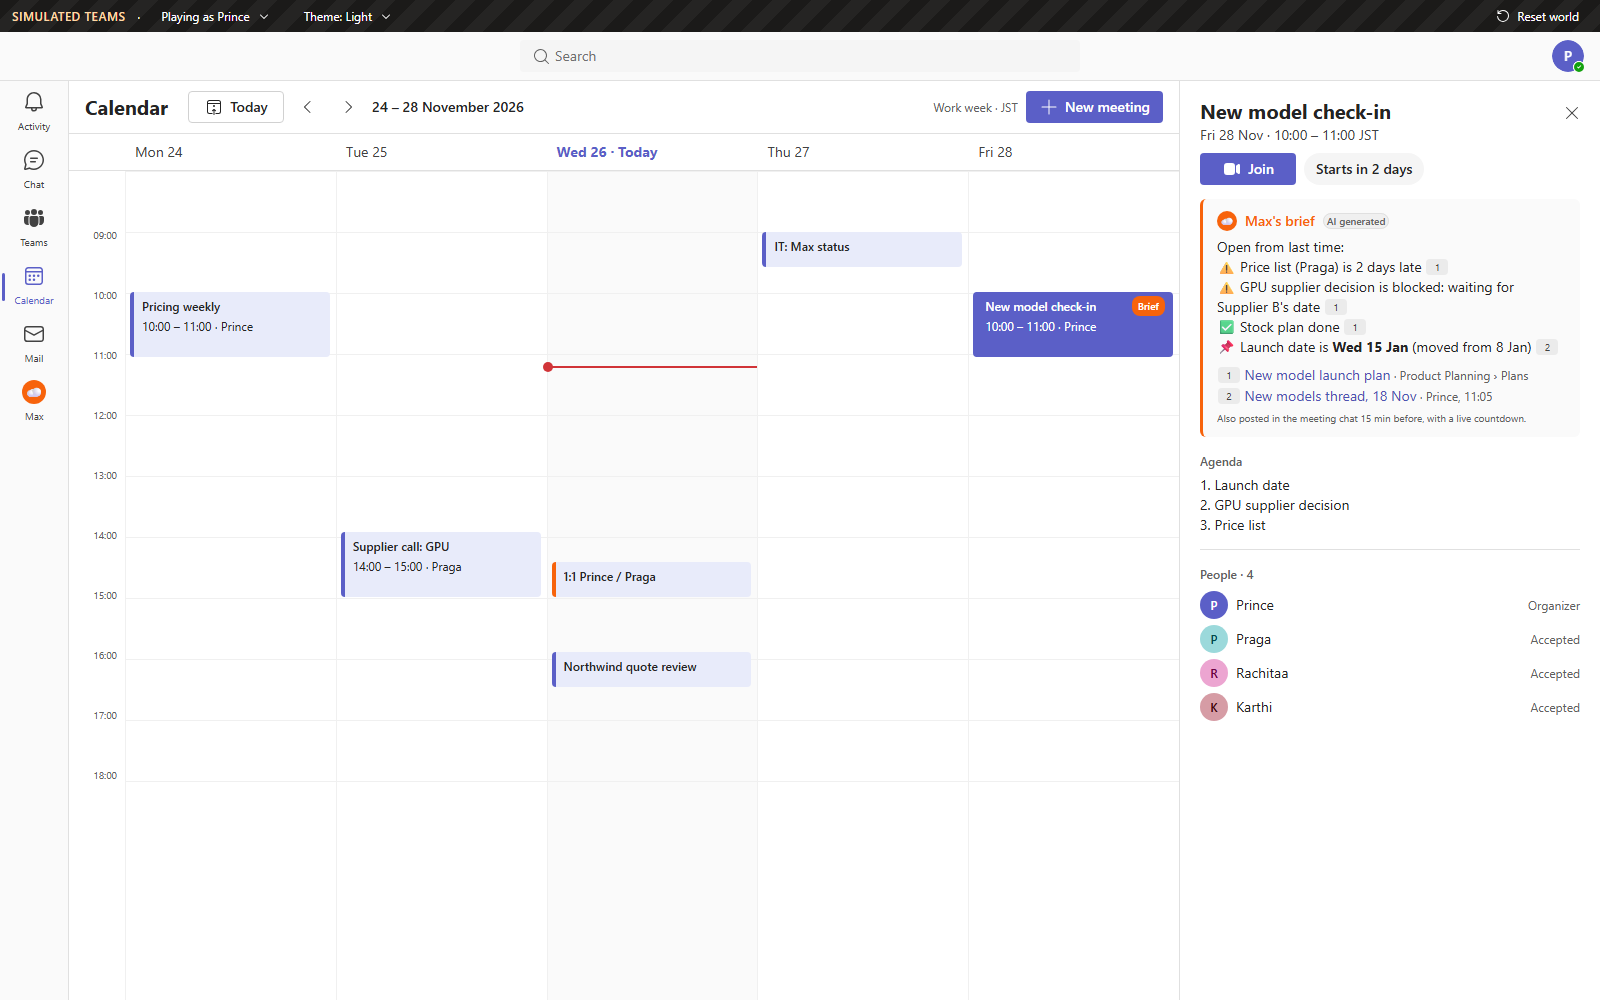 SIMULATED TEAMS · Playing as Prince Theme: Light Reset world
Search
P
Activity
Chat
Teams
Calendar
Mail
Max
Calendar Today 24 – 28 November 2026 Work week · JST New meeting
Mon 24 Tue 25 Wed 26 · Today Thu 27 Fri 28
09:00
10:00
11:00
12:00
13:00
14:00
15:00
16:00
17:00
18:00
Pricing weekly
10:00 – 11:00 · Prince
Supplier call: GPU
14:00 – 15:00 · Praga
1:1 Prince / Praga
Northwind quote review
IT: Max status
New model check-in Brief
10:00 – 11:00 · Prince
New model check-in
Fri 28 Nov · 10:00 – 11:00 JST
Join Starts in 2 days
Max's brief AI generated
Open from last time:
⚠️ Price list (Praga) is 2 days late 1
⚠️ GPU supplier decision is blocked: waiting for
Supplier B's date 1
✅ Stock plan done 1
📌 Launch date is Wed 15 Jan (moved from 8 Jan) 2
1 New model launch plan · Product Planning › Plans
2 New models thread, 18 Nov · Prince, 11:05
Also posted in the meeting chat 15 min before, with a live countdown.
Agenda
1. Launch date
2. GPU supplier decision
3. Price list
People · 4
P Prince Organizer
P Praga Accepted
R Rachitaa Accepted
K Karthi Accepted